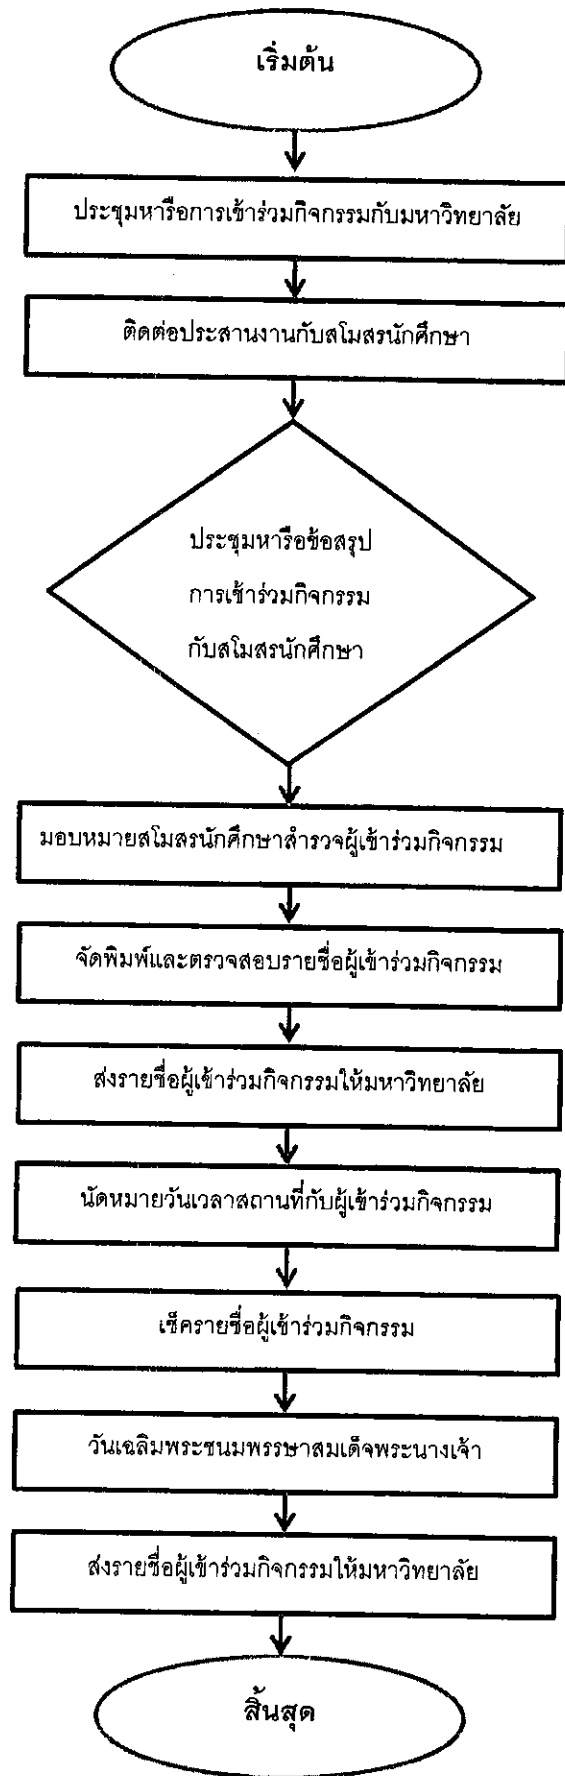 เริ่มต้น
ประชุมหารือการเข้าร่วมกิจกรรมกับมหาวิทยาลัย
ติดต่อประสานงานกับสโมสรนักศึกษา
ประชุมหารือข้อสรุป
การเข้าร่วมกิจกรรม
กับสโมสรนักศึกษา
มอบหมายสโมสรนักศึกษาสำรวจผู้เข้าร่วมกิจกรรม
จัดพิมพ์และตรวจสอบรายชื่อผู้เข้าร่วมกิจกรรม
ส่งรายชื่อผู้เข้าร่วมกิจกรรมให้มหาวิทยาลัย
นัดหมายวันเวลาสถานที่กับผู้เข้าร่วมกิจกรรม
เช็ครายชื่อผู้เข้าร่วมกิจกรรม
วันเฉลิมพระชนมพรรษาสมเด็จพระนางเจ้า
ส่งรายชื่อผู้เข้าร่วมกิจกรรมให้มหาวิทยาลัย
สิ้นสุด